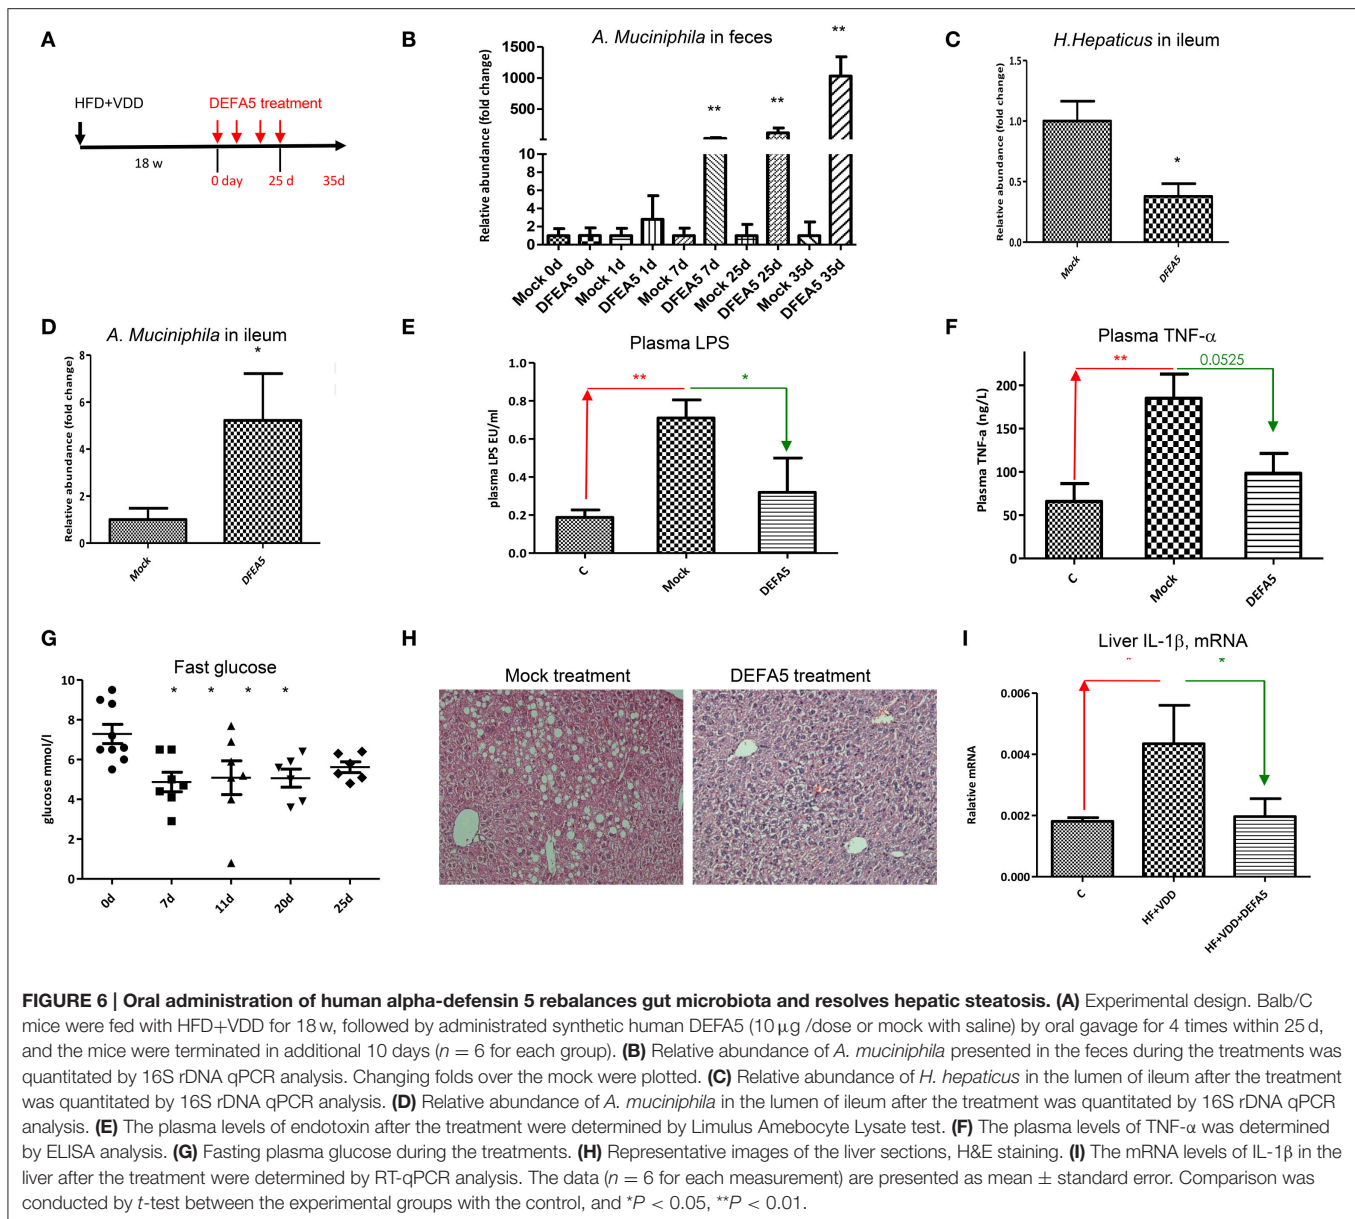 A
HFD+VDD
DEFA5 treatment
18 w
0 day
25 d
35d
B
A. Muciniphila in feces
Relative abundance (fold change)
1500
1000
500
10
8
6
4
2
0
**
**
**
Mock 0d
DFEA5 0d
Mock 1d
DFEA5 1d
Mock 7d
DFEA5 7d
Mock 25d
DFEA5 25d
Mock 35d
DFEA5 35d
C
H.Hepaticus in ileum
Relative abundance (fold change)
1.5
1.0
0.5
0.0
*
Mock
DFEA5
D
A. Muciniphila in ileum
Relative abundance (fold change)
8
6
4
2
0
*
Mock
DFEA5
E
Plasma LPS
plasma LPS EU/ml
1.0
0.8
0.6
0.4
0.2
0.0
**
*
C
Mock
DEFA5
F
Plasma TNF-α
Plasma TNF-a (ng/L)
200
150
100
50
0
**
0.0525
C
Mock
DEFA5
G
Fast glucose
glucose mmol/l
10
8
6
4
2
0
* * * *
0d
7d
11d
20d
25d
H
Mock treatment
DEFA5 treatment
I
Liver IL-1β, mRNA
Ralative mRNA
0.006
0.004
0.002
0.000
*
C
HF+VDD
HF+VDD+DEFA5
FIGURE 6 | Oral administration of human alpha-defensin 5 rebalances gut microbiota and resolves hepatic steatosis. (A) Experimental design. Balb/C
mice were fed with HFD+VDD for 18 w, followed by administrated synthetic human DEFA5 (10 μg /dose or mock with saline) by oral gavage for 4 times within 25 d,
and the mice were terminated in additional 10 days (n = 6 for each group). (B) Relative abundance of A. muciniphila presented in the feces during the treatments was
quantitated by 16S rDNA qPCR analysis. Changing folds over the mock were plotted. (C) Relative abundance of H. hepaticus in the lumen of ileum after the treatment
was quantitated by 16S rDNA qPCR analysis. (D) Relative abundance of A. muciniphila in the lumen of ileum after the treatment was quantitated by 16S rDNA qPCR
analysis. (E) The plasma levels of endotoxin after the treatment were determined by Limulus Amebocyte Lysate test. (F) The plasma levels of TNF-α was determined
by ELISA analysis. (G) Fasting plasma glucose during the treatments. (H) Representative images of the liver sections, H&E staining. (I) The mRNA levels of IL-1β in the
liver after the treatment were determined by RT-qPCR analysis. The data (n = 6 for each measurement) are presented as mean ± standard error. Comparison was
conducted by t-test between the experimental groups with the control, and *P < 0.05, **P < 0.01.